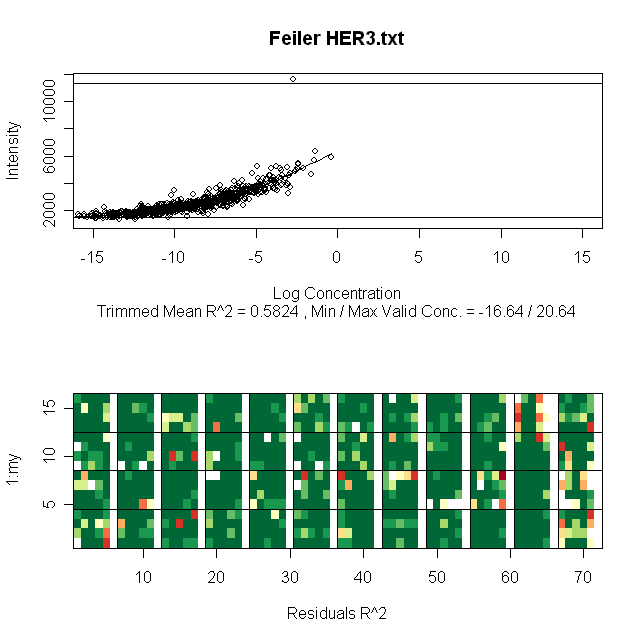 Feiler HER3.txt
Intensity
10000
6000
2000
-15 -10 -5 0 5 10 15
Log Concentration
Trimmed Mean R^2 = 0.5824 , Min / Max Valid Conc. = -16.64 / 20.64
1:my
15
10
5
10 20 30 40 50 60 70
Residuals R^2